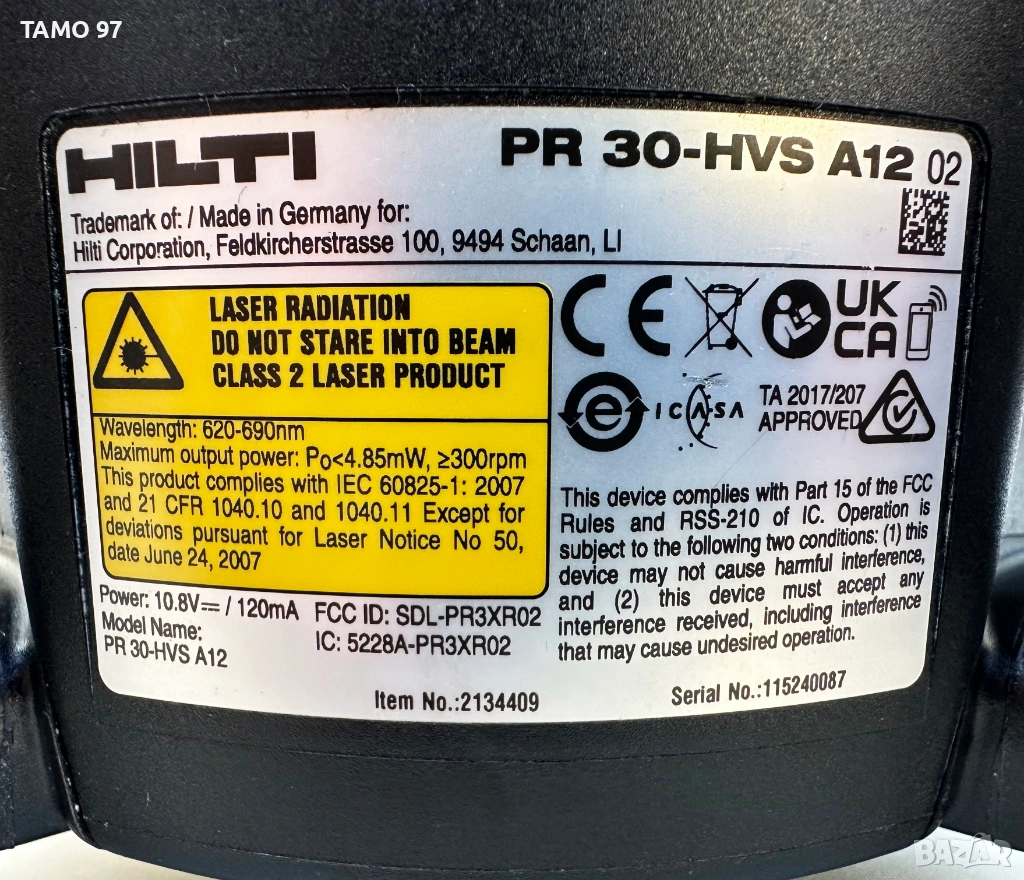 TAMO 97
HILTI
PR 30-HVS A12 02
Trademark of: / Made in Germany for:
Hilti Corporation, Feldkircherstrasse 100, 9494 Schaan, LI
LASER RADIATION
DO NOT STARE INTO BEAM
CLASS 2 LASER PRODUCT
Wavelength: 620-690nm
Maximum output power: Po<4.85mW, ≥300rpm
This product complies with IEC 60825-1: 2007
and 21 CFR 1040.10 and 1040.11 Except for
deviations pursuant for Laser Notice No 50,
date June 24, 2007
CE
UK
CA
e
ICASA
TA 2017/207
APPROVED
This device complies with Part 15 of the FCC
Rules and RSS-210 of IC. Operation is
subject to the following two conditions: (1) this
device may not cause harmful interference,
and (2) this device must accept any
interference received, including interference
that may cause undesired operation.
Power: 10.8V⎓ / 120mA
Model Name:
PR 30-HVS A12
FCC ID: SDL-PR3XR02
IC: 5228A-PR3XR02
Item No.:2134409
Serial No.:115240087
BAZAR